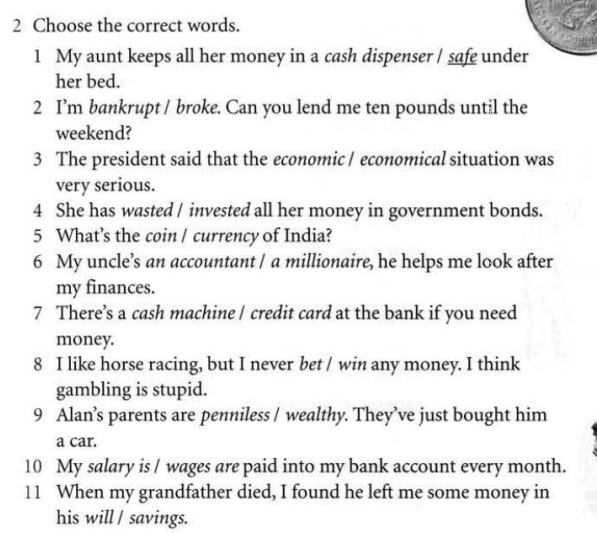 2 Choose the correct words.
1 My aunt keeps all her money in a cash dispenser / safe under
her bed.
2 I'm bankrupt / broke. Can you lend me ten pounds until the
weekend?
3 The president said that the economic / economical situation was
very serious.
4 She has wasted / invested all her money in government bonds.
5 What's the coin / currency of India?
6 My uncle's an accountant / a millionaire, he helps me look after
my finances.
7 There's a cash machine / credit card at the bank if you need
money.
8 I like horse racing, but I never bet / win any money. I think
gambling is stupid.
9 Alan's parents are penniless / wealthy. They've just bought him
a car.
10 My salary is / wages are paid into my bank account every month.
11 When my grandfather died, I found he left me some money in
his will / savings.